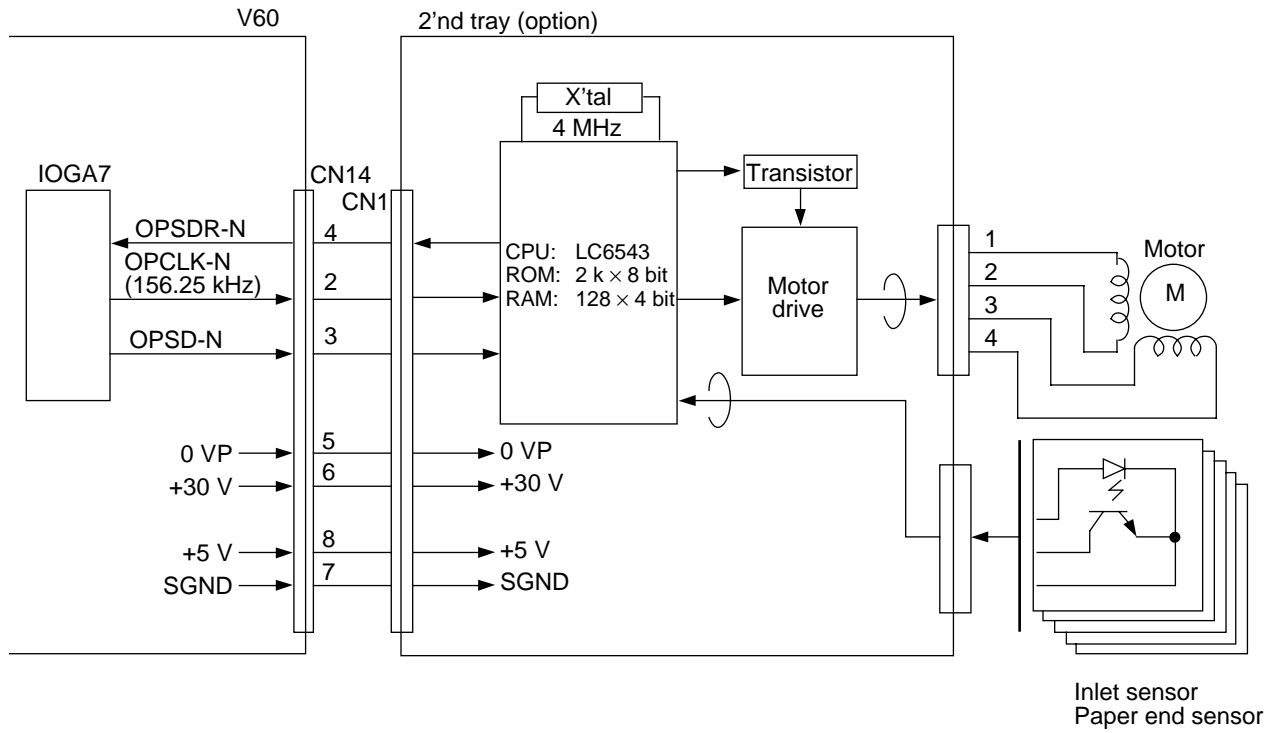 V60
2'nd tray (option)
X'tal
4 MHz
IOGA7
CN14
CN1
Transistor
OPSDR-N
4
OPCLK-N
(156.25 kHz)
2
OPSD-N
3
CPU: LC6543
ROM: 2 k × 8 bit
RAM: 128 × 4 bit
Motor
drive
1
2
3
4
Motor
M
0 VP
5
0 VP
+30 V
6
+30 V
+5 V
8
+5 V
SGND
7
SGND
Inlet sensor
Paper end sensor